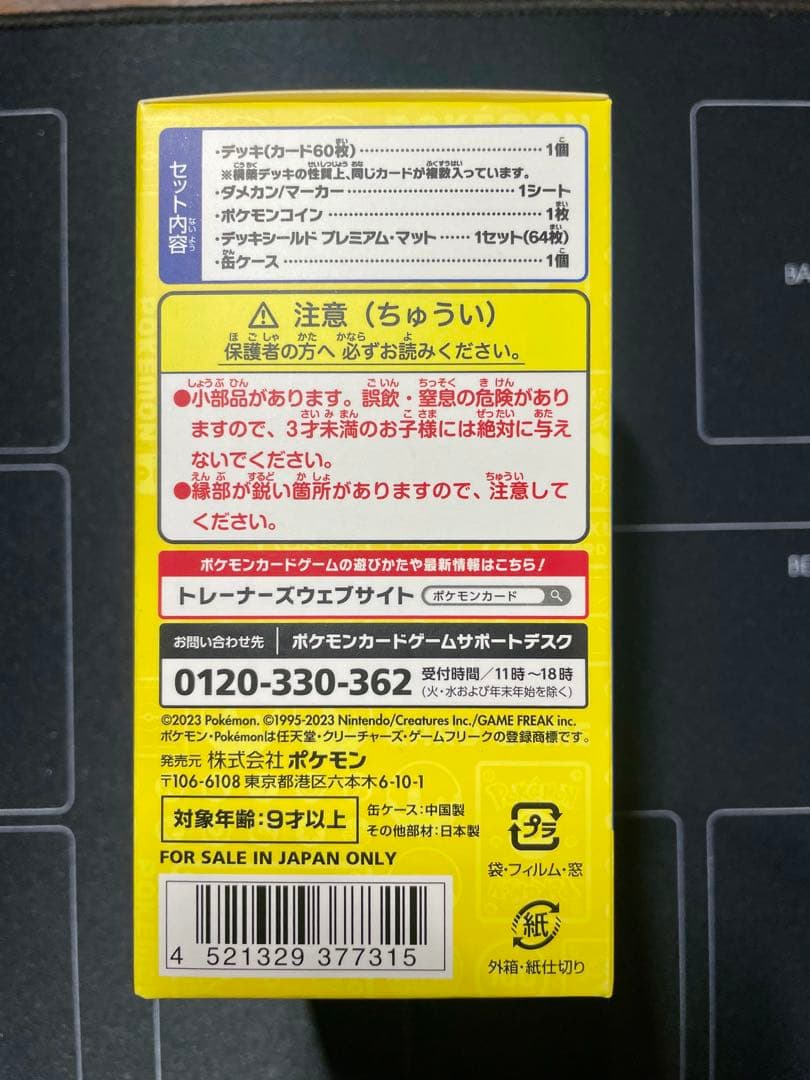 セット内容
・デッキ(カード60枚)……1個
※構築デッキの性質上、同じカードが複数入っています。
・ダメカン/マーカー……1シート
・ポケモンコイン……1枚
・デッキシールド プレミアム・マット……1セット(64枚)
・缶ケース……1個
⚠ 注意(ちゅうい)
保護者の方へ 必ずお読みください。
●小部品があります。誤飲・窒息の危険があり
ますので、3才未満のお子様には絶対に与え
ないでください。
●縁部が鋭い箇所がありますので、注意して
ください。
ポケモンカードゲームの遊びかたや最新情報はこちら!
トレーナーズウェブサイト ポケモンカード
お問い合わせ先 ポケモンカードゲームサポートデスク
0120-330-362 受付時間/11時~18時
(火・水および年末年始を除く)
©2023 Pokémon. ©1995-2023 Nintendo/Creatures Inc./GAME FREAK inc.
ポケモン・Pokémonは任天堂・クリーチャーズ・ゲームフリークの登録商標です。
発売元 株式会社 ポケモン
〒106-6108 東京都港区六本木6-10-1
対象年齢:9才以上
缶ケース:中国製
その他部材:日本製
FOR SALE IN JAPAN ONLY
4 521329 377315
プラ
袋・フィルム・窓
紙
外箱・紙仕切り